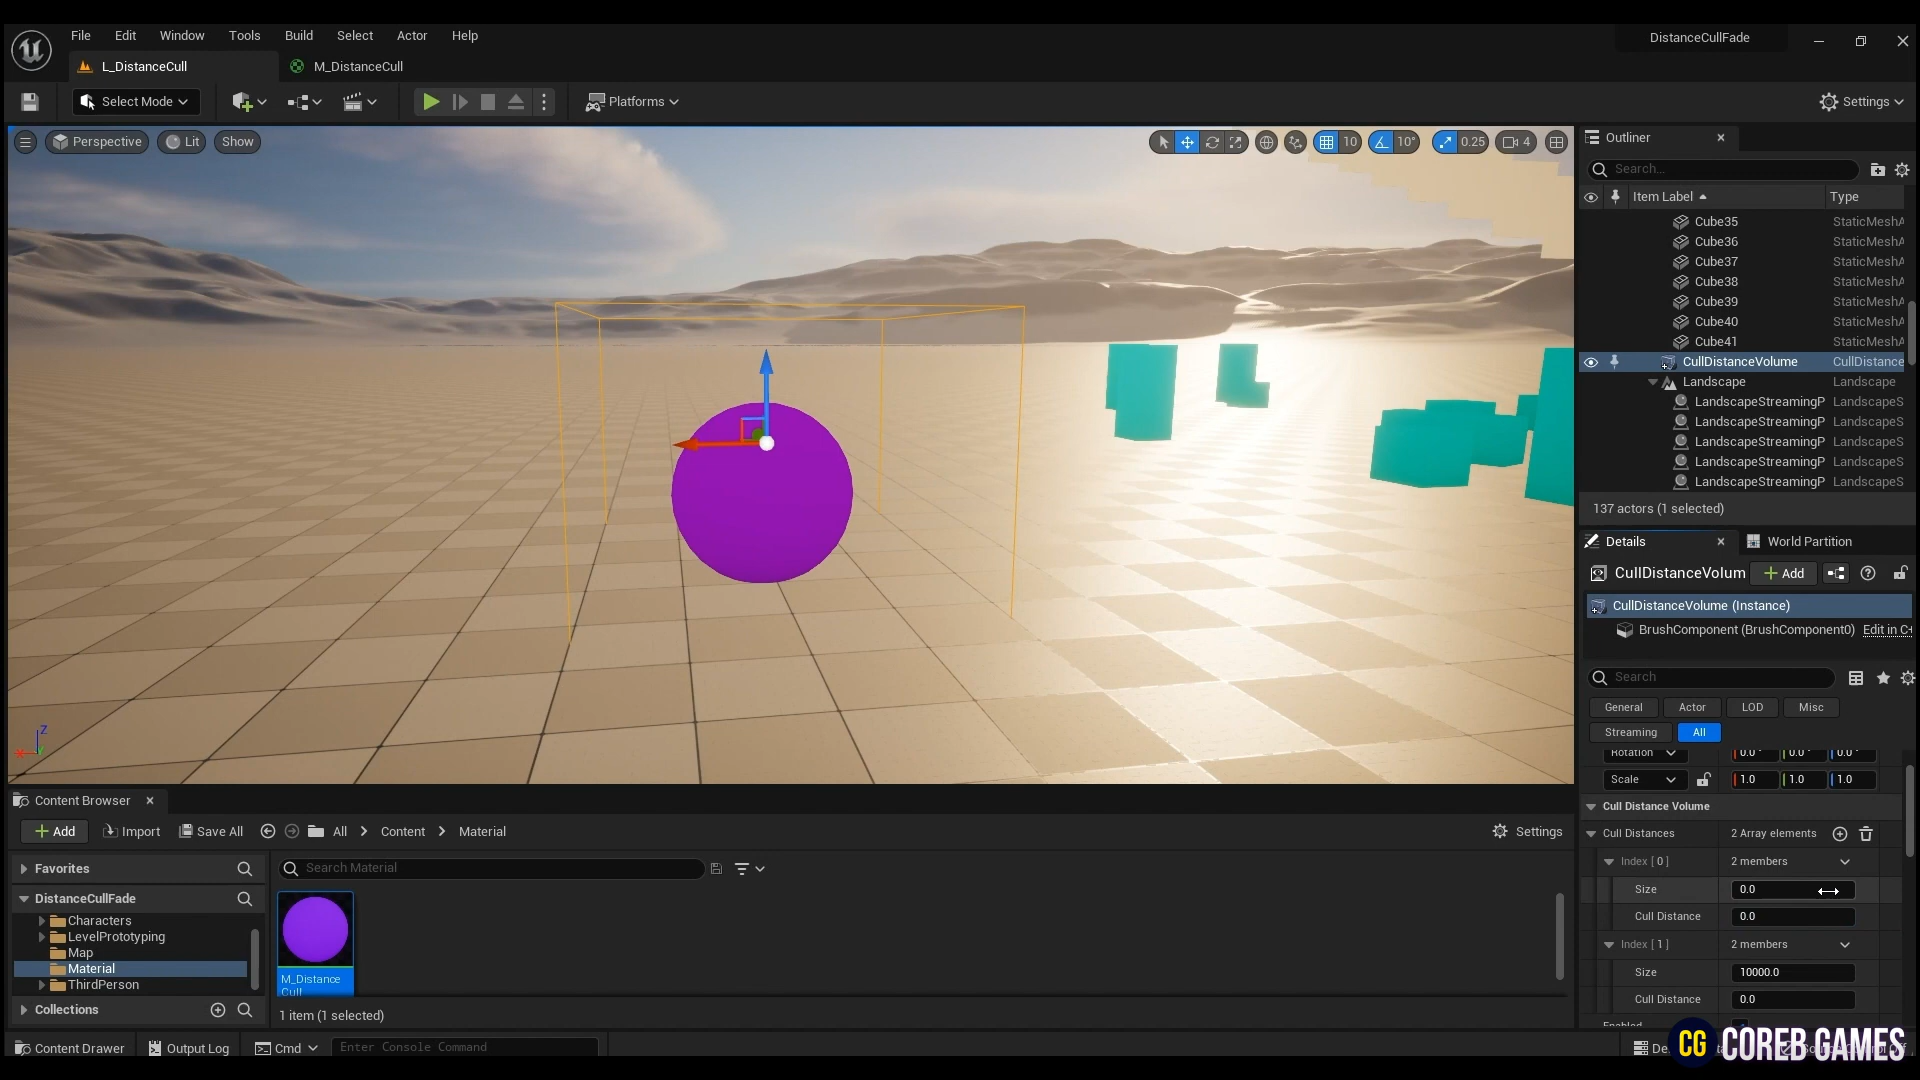 File Edit Window Tools Build Select Actor Help
DistanceCullFade
L_DistanceCull
M_DistanceCull
Select Mode
Platforms
Settings
Perspective
Lit
Show
10
10°
0.25
4
Outliner
Search...
Item Label
Type
Cube35 StaticMeshA
Cube36 StaticMeshA
Cube37 StaticMeshA
Cube38 StaticMeshA
Cube39 StaticMeshA
Cube40 StaticMeshA
Cube41 StaticMeshA
CullDistanceVolume CullDistance
Landscape Landscape
LandscapeStreamingP LandscapeS
LandscapeStreamingP LandscapeS
LandscapeStreamingP LandscapeS
LandscapeStreamingP LandscapeS
LandscapeStreamingP LandscapeS
137 actors (1 selected)
Details
World Partition
CullDistanceVolum
Add
CullDistanceVolume (Instance)
BrushComponent (BrushComponent0) Edit in C+
Search
General Actor LOD Misc
Streaming All
Rotation 0.0° 0.0° 0.0°
Scale 1.0 1.0 1.0
Cull Distance Volume
Cull Distances 2 Array elements
Index [ 0 ] 2 members
Size 0.0
Cull Distance 0.0
Index [ 1 ] 2 members
Size 10000.0
Cull Distance 0.0
Enabled
Z
X
Content Browser
Add
Import
Save All
All
Content
Material
Settings
Favorites
Search Material
DistanceCullFade
Characters
LevelPrototyping
Map
Material
ThirdPerson
Collections
M_Distance
Cull
1 item (1 selected)
Content Drawer
Output Log
Cmd
Enter Console Command
CG COREB GAMES